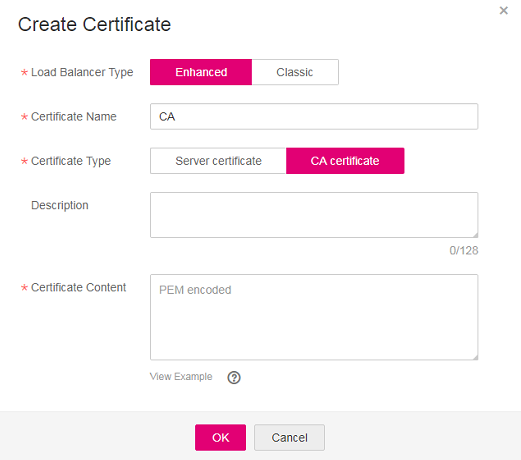 Create Certificate
×
* Load Balancer Type Enhanced Classic
* Certificate Name CA
* Certificate Type Server certificate CA certificate
Description
0/128
* Certificate Content PEM encoded
View Example ?
OK Cancel